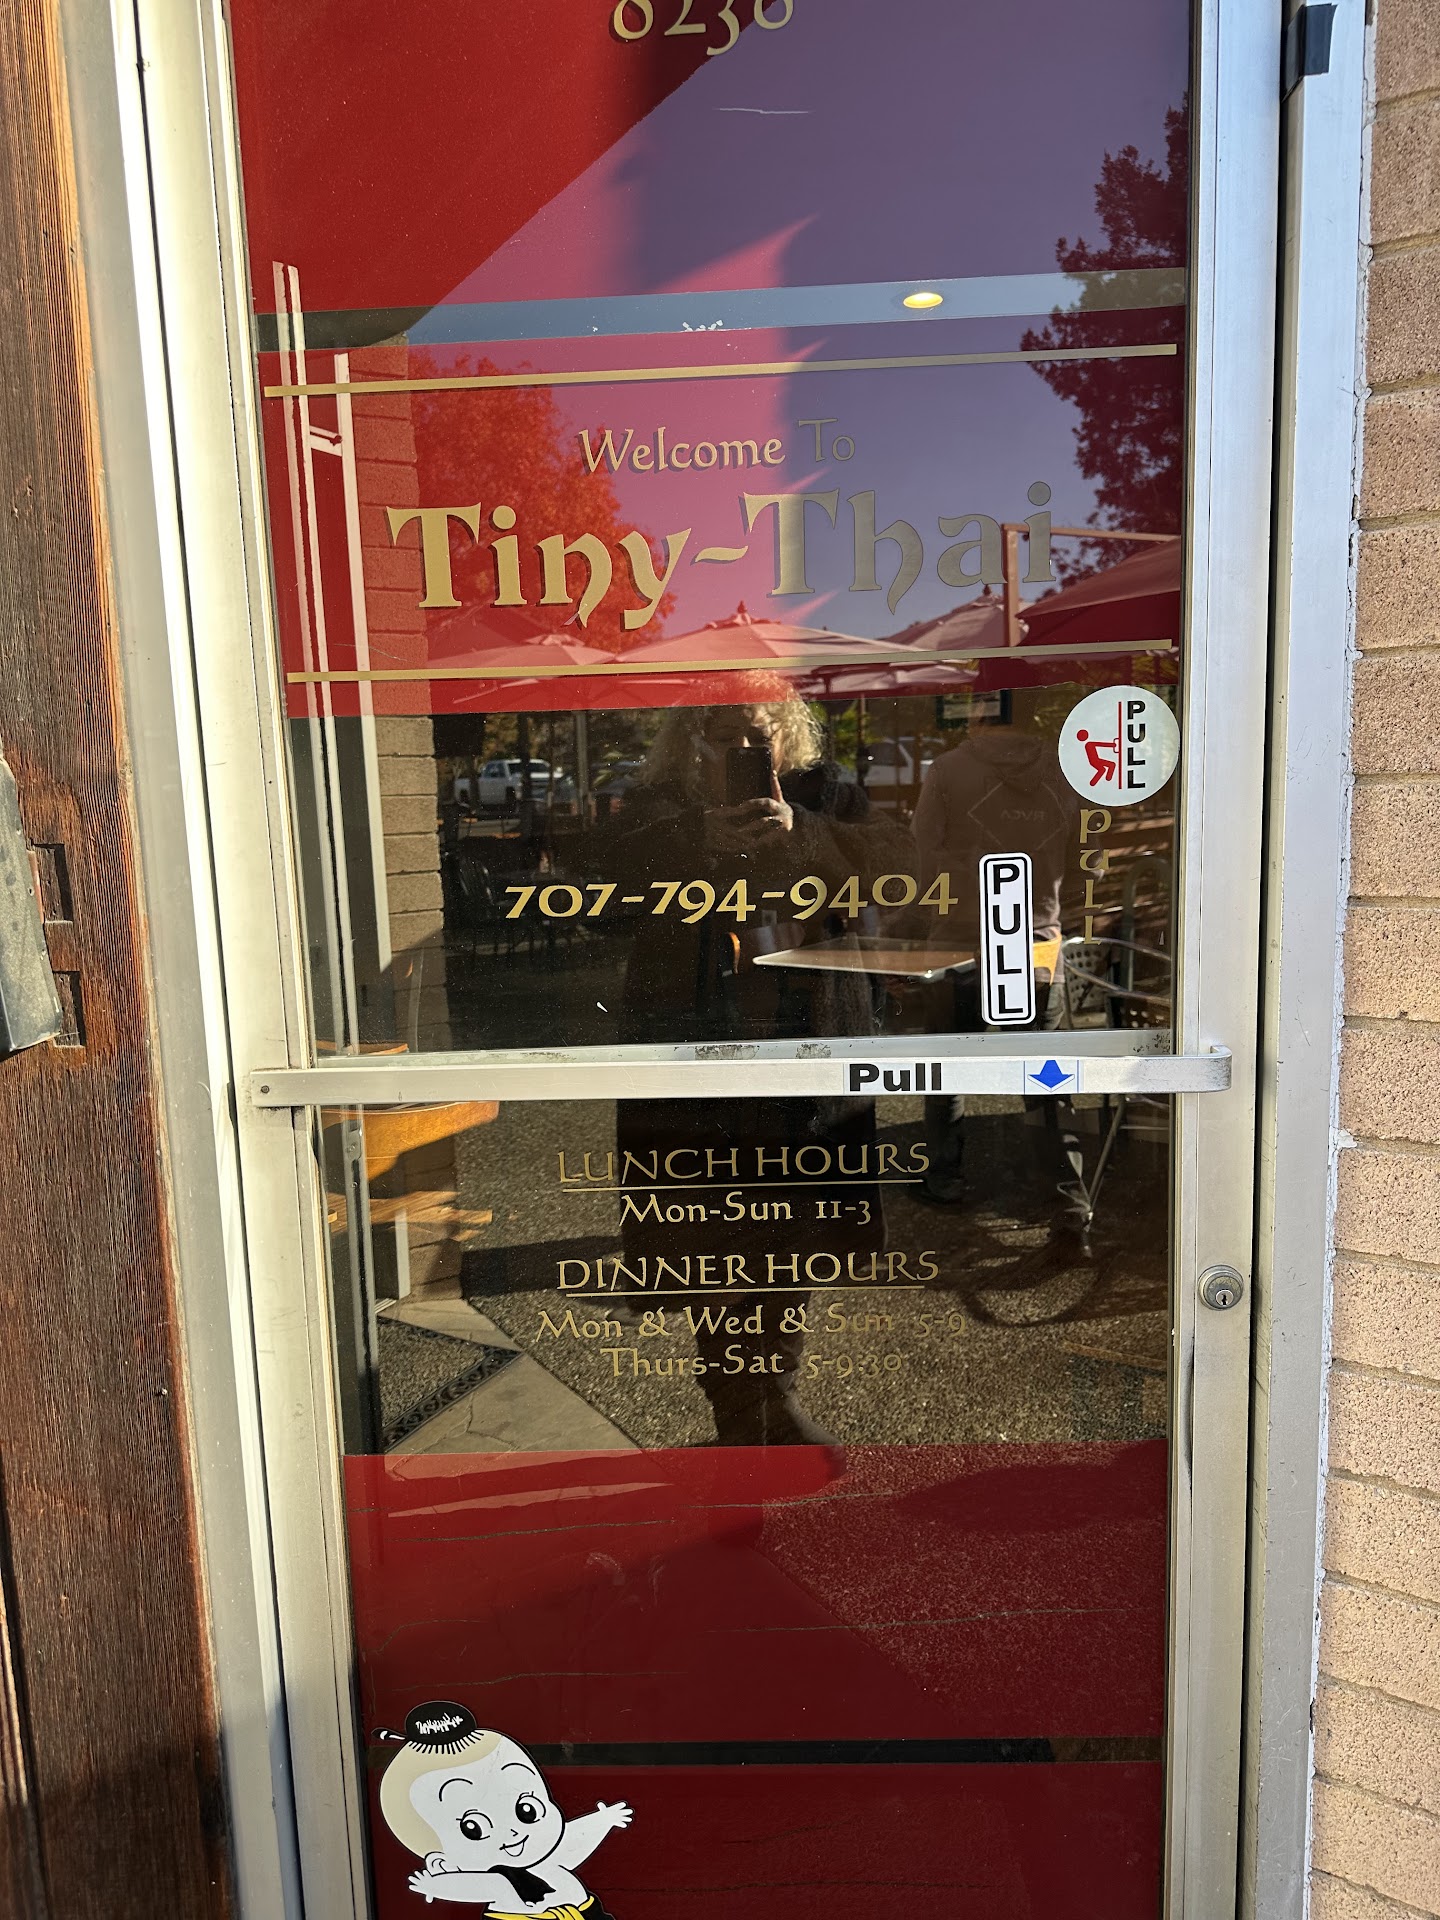 Welcome To
Tiny-Thai
PULL
PULL
707-794-9404
PULL
Pull
LUNCH HOURS
Mon-Sun 11-3
DINNER HOURS
Mon & Wed & Sun 5-9
Thurs-Sat 5-9:30